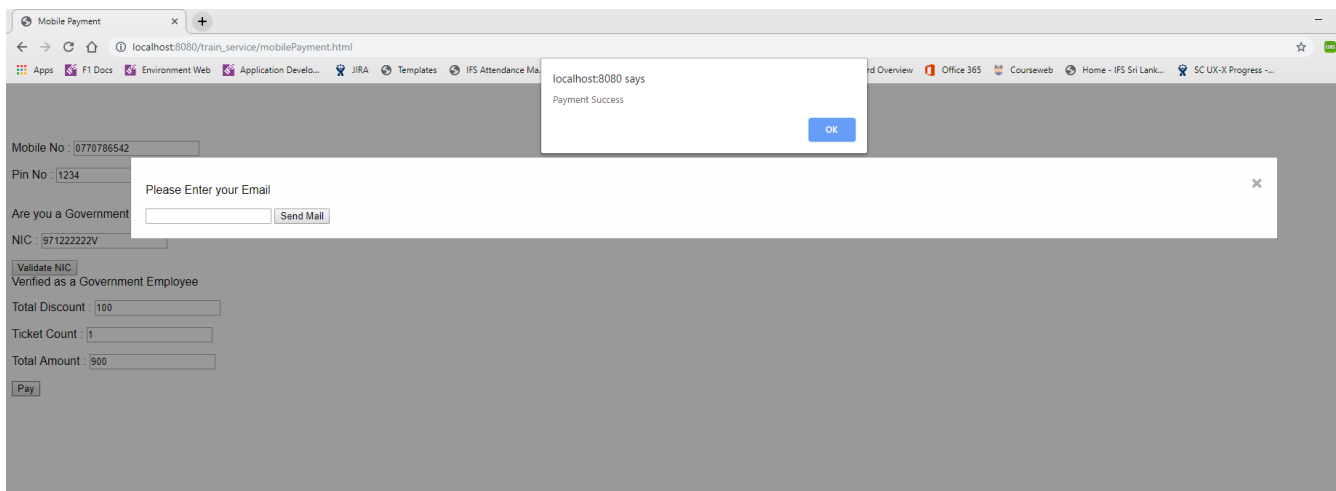 Mobile Payment
localhost:8080/train_service/mobilePayment.html
Apps F1 Docs Environment Web Application Develo... JIRA Templates IFS Attendance Ma. rd Overview Office 365 Courseweb Home - IFS Sri Lank... SC UX-X Progress -...
localhost:8080 says
Payment Success
OK
Mobile No : 0770786542
Pin No : 1234
Please Enter your Email
Send Mail
Are you a Government
NIC : 971222222V
Validate NIC
Verified as a Government Employee
Total Discount : 100
Ticket Count : 1
Total Amount : 900
Pay